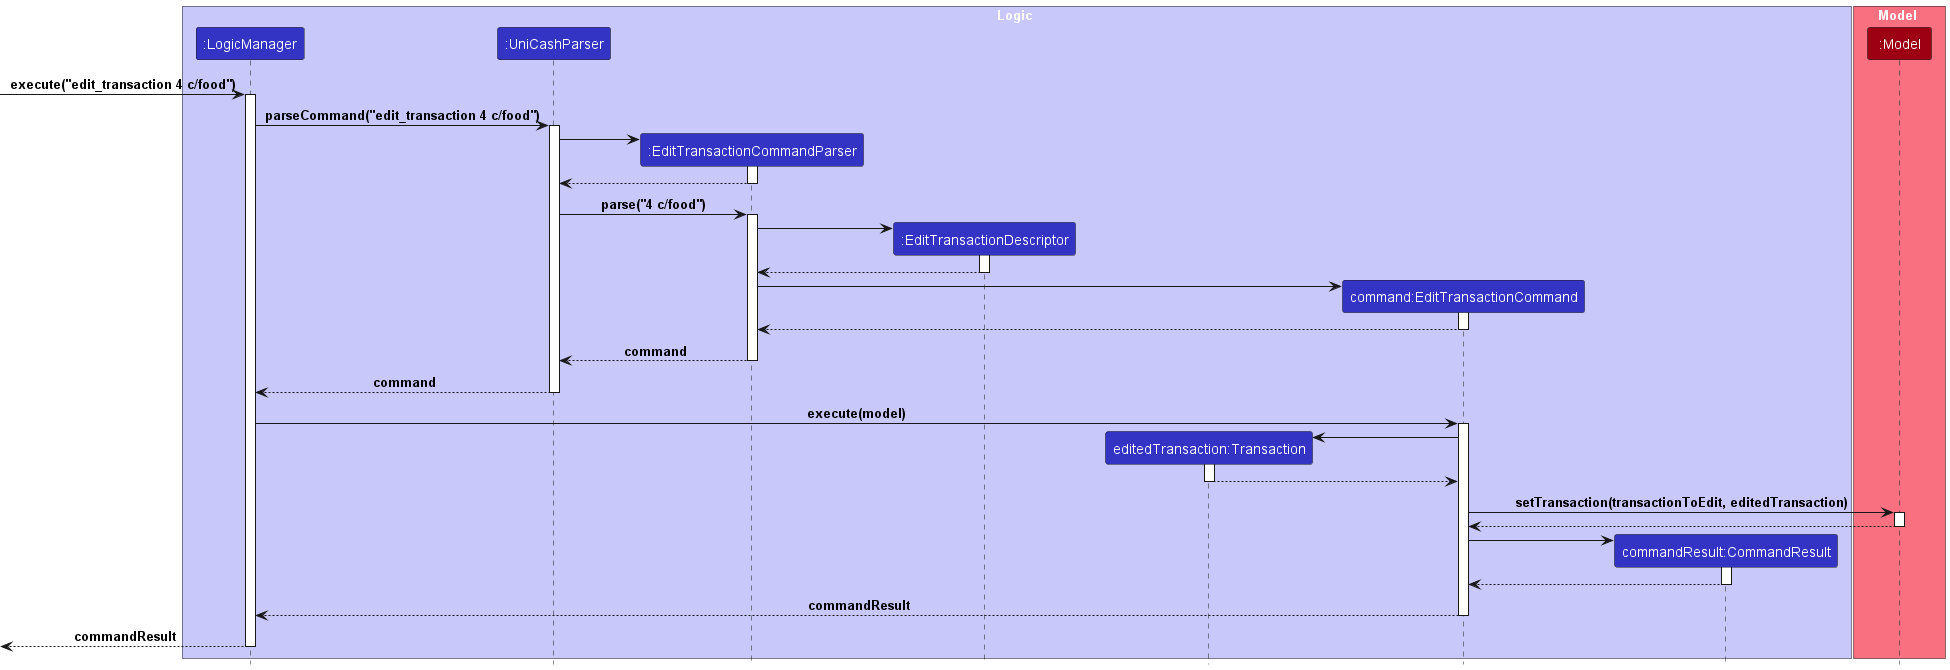 Logic
Model
:LogicManager
:UniCashParser
:Model
execute("edit_transaction 4 c/food")
parseCommand("edit_transaction 4 c/food")
:EditTransactionCommandParser
parse("4 c/food")
:EditTransactionDescriptor
command:EditTransactionCommand
command
command
execute(model)
editedTransaction:Transaction
setTransaction(transactionToEdit, editedTransaction)
commandResult:CommandResult
commandResult
commandResult